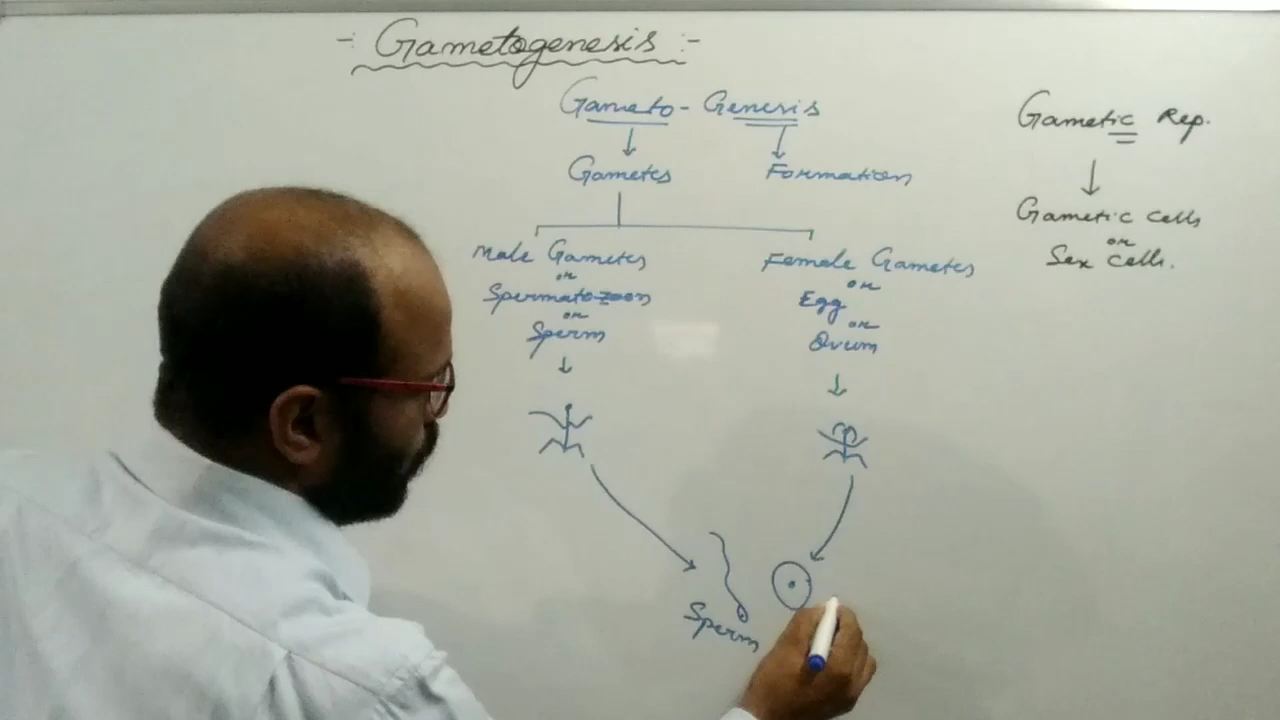 -: Gametogenesis :-
Gameto - Genesis
Gametes Formation
Male Gametes
or
Spermatozoon
or
Sperm
Female Gametes
or
Egg
or
Ovum
Sperm
Gametic Rep.
Gametic cells
or
Sex cells.